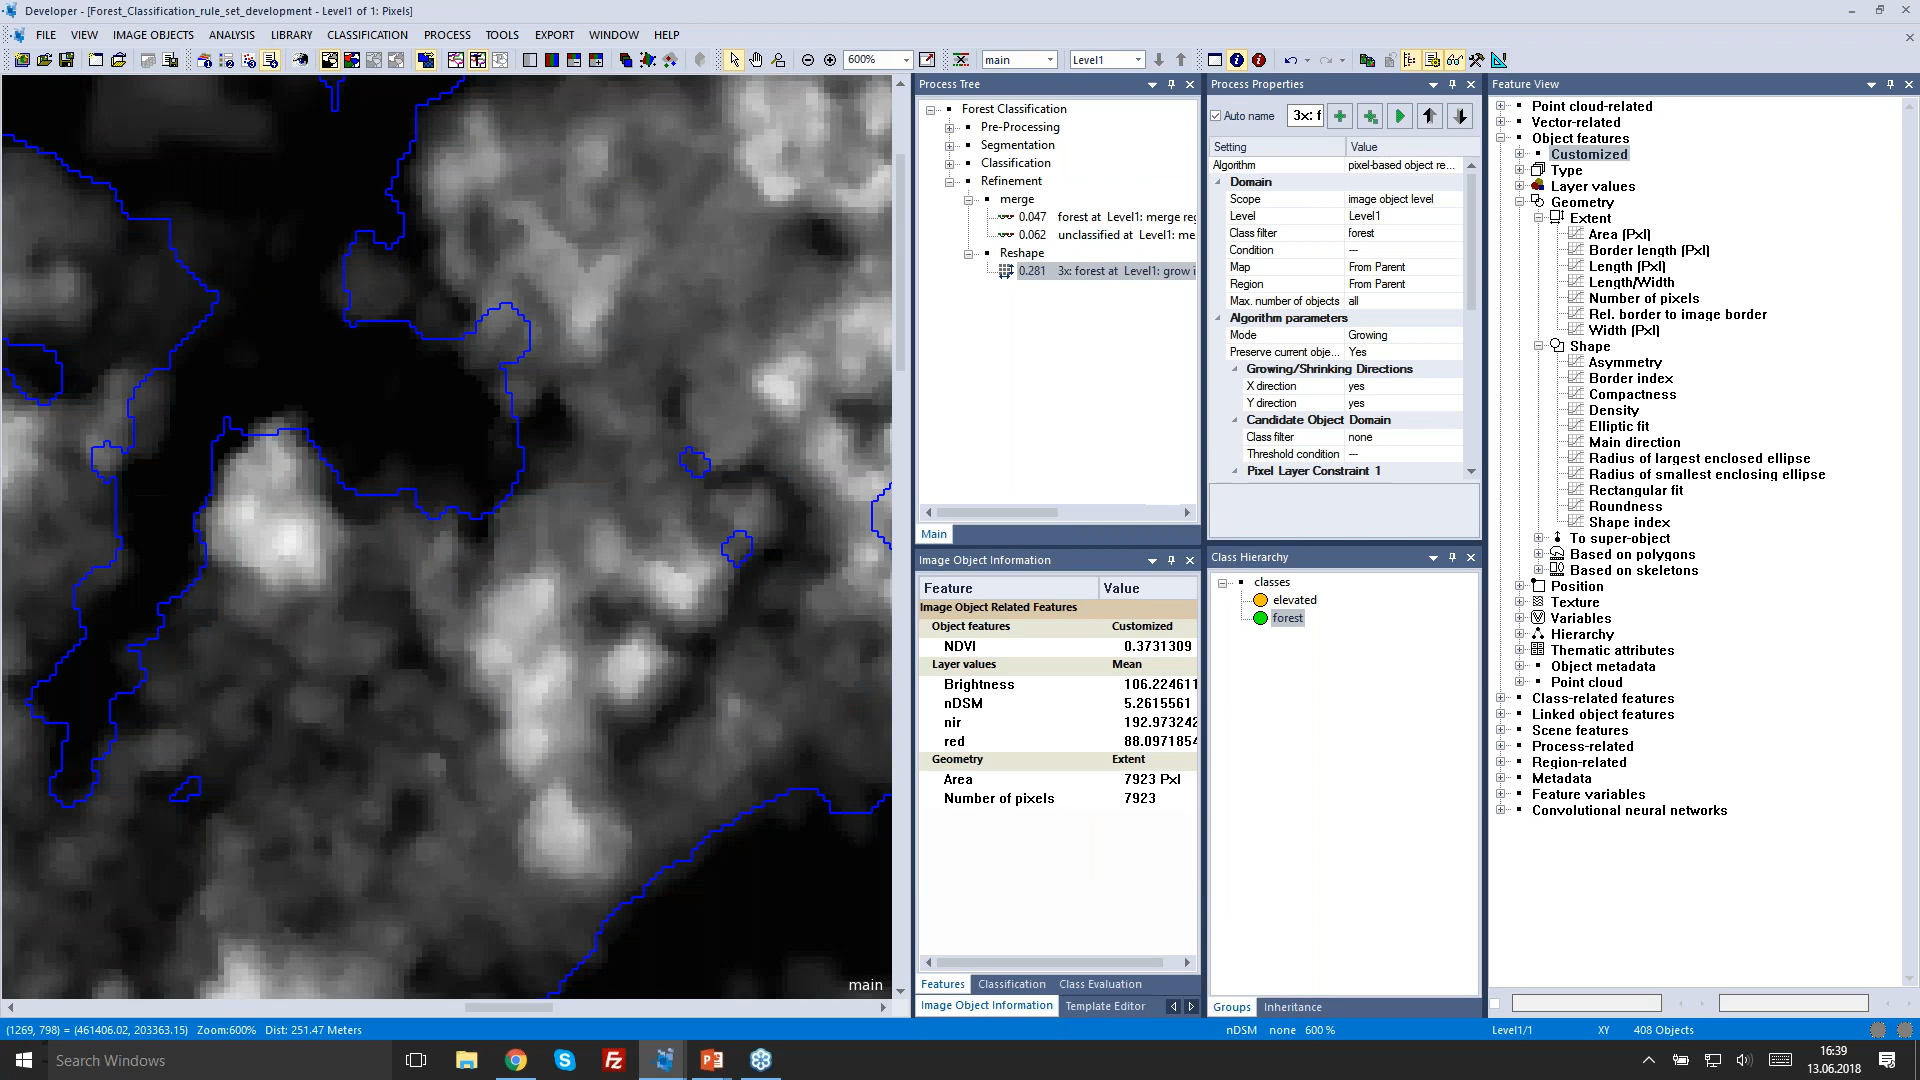 Developer - [Forest_Classification_rule_set_development - Level1 of 1: Pixels]
FILE VIEW IMAGE OBJECTS ANALYSIS LIBRARY CLASSIFICATION PROCESS TOOLS EXPORT WINDOW HELP
600% main Level1
main
Process Tree
Forest Classification
Pre-Processing
Segmentation
Classification
Refinement
merge
0.047 forest at Level1: merge reg
0.062 unclassified at Level1: me
Reshape
0.281 3x: forest at Level1: grow i
Main
Image Object Information
Feature Value
Image Object Related Features
Object features Customized
NDVI 0.3731309
Layer values Mean
Brightness 106.224611
nDSM 5.2615561
nir 192.973242
red 88.0971854
Geometry Extent
Area 7923 Pxl
Number of pixels 7923
Features Classification Class Evaluation
Image Object Information Template Editor
Process Properties
Auto name 3x: f
Setting Value
Algorithm pixel-based object re...
Domain
Scope image object level
Level Level1
Class filter forest
Condition ---
Map From Parent
Region From Parent
Max. number of objects all
Algorithm parameters
Mode Growing
Preserve current obje... Yes
Growing/Shrinking Directions
X direction yes
Y direction yes
Candidate Object Domain
Class filter none
Threshold condition ---
Pixel Layer Constraint 1
Class Hierarchy
classes
elevated
forest
Groups Inheritance
Feature View
Point cloud-related
Vector-related
Object features
Customized
Type
Layer values
Geometry
Extent
Area (Pxl)
Border length (Pxl)
Length (Pxl)
Length/Width
Number of pixels
Rel. border to image border
Width (Pxl)
Shape
Asymmetry
Border index
Compactness
Density
Elliptic fit
Main direction
Radius of largest enclosed ellipse
Radius of smallest enclosing ellipse
Rectangular fit
Roundness
Shape index
To super-object
Based on polygons
Based on skeletons
Position
Texture
Variables
Hierarchy
Thematic attributes
Object metadata
Point cloud
Class-related features
Linked object features
Scene features
Process-related
Region-related
Metadata
Feature variables
Convolutional neural networks
(1269, 798) = (461406.02, 203363.15) Zoom:600% Dist: 251.47 Meters nDSM none 600 % Level1/1 XY 408 Objects
Search Windows
16:39
13.06.2018